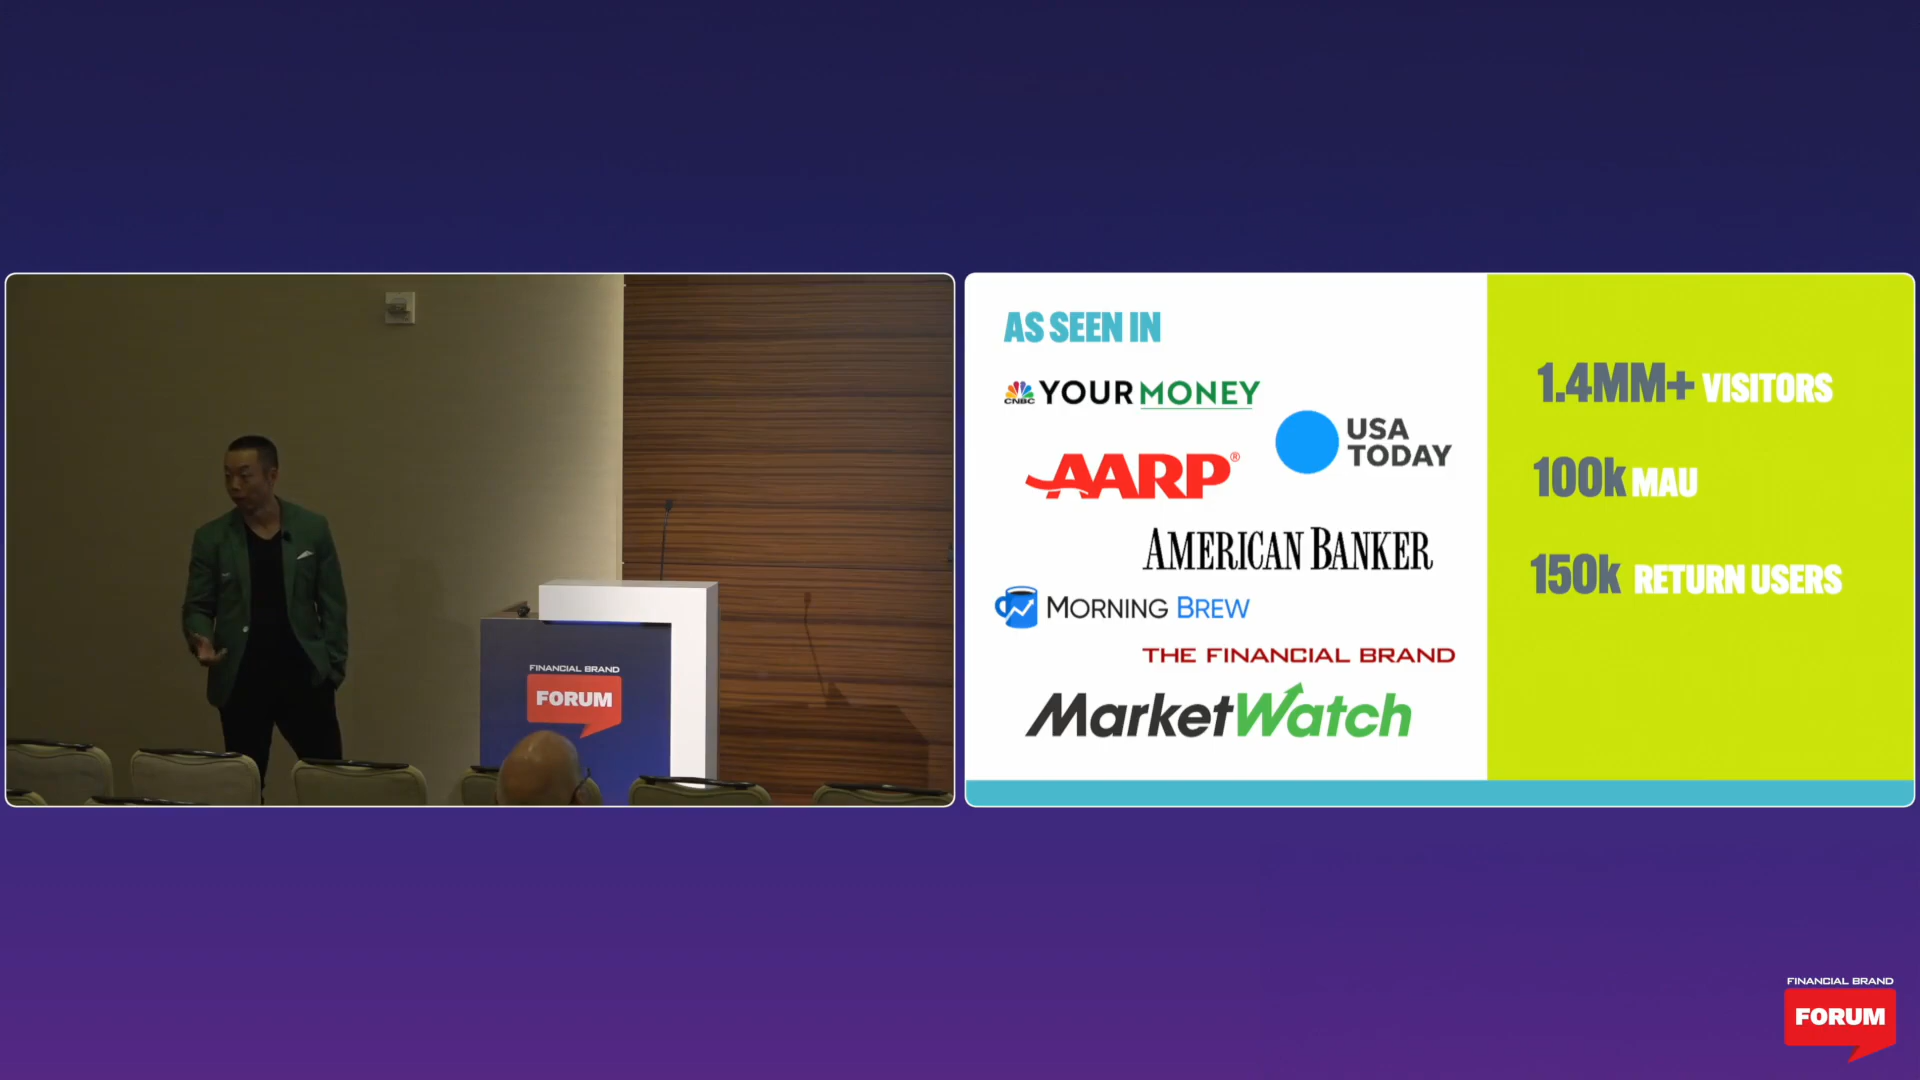 FINANCIAL BRAND
FORUM
AS SEEN IN
CNBC YOUR MONEY
USA
TODAY
AARP®
AMERICAN BANKER
MORNING BREW
THE FINANCIAL BRAND
MarketWatch
1.4MM+ VISITORS
100k MAU
150k RETURN USERS
FINANCIAL BRAND
FORUM